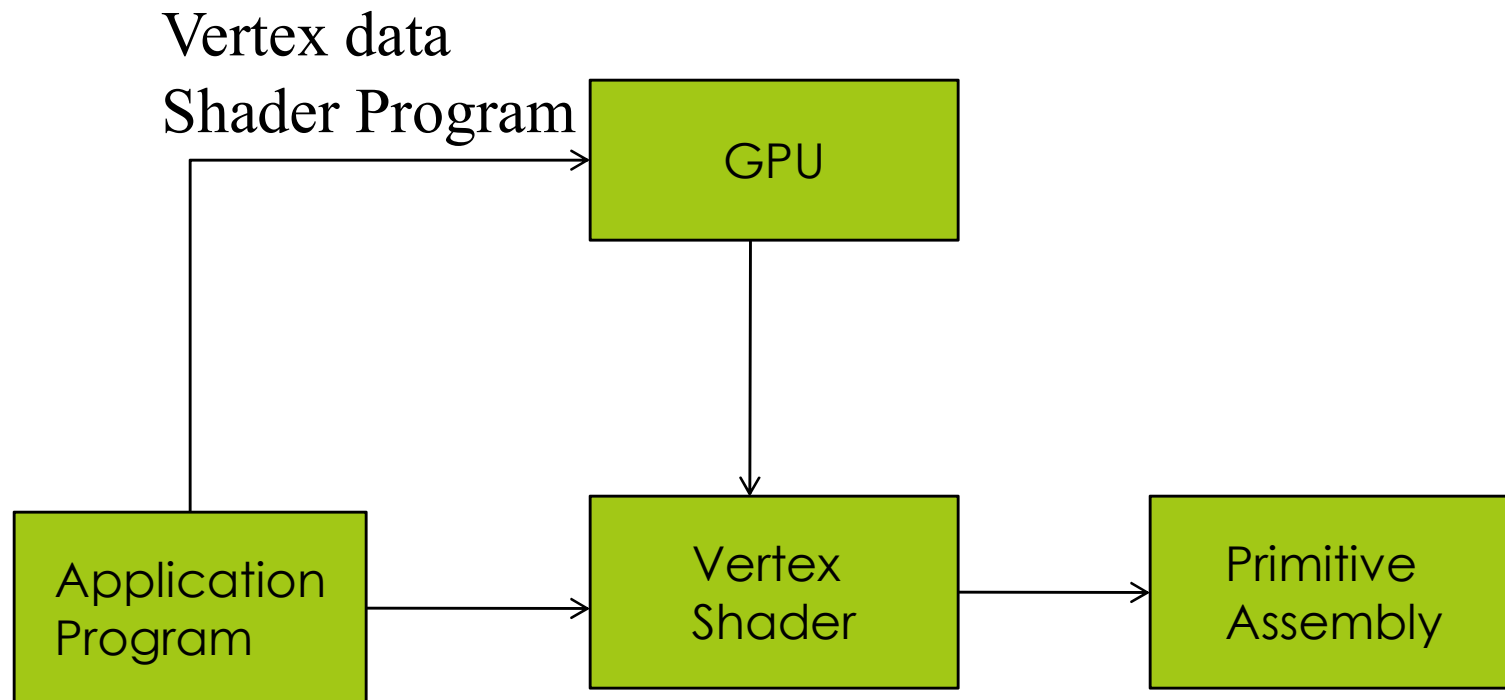 Vertex data
Shader Program
GPU
Application
Program
Vertex
Shader
Primitive
Assembly